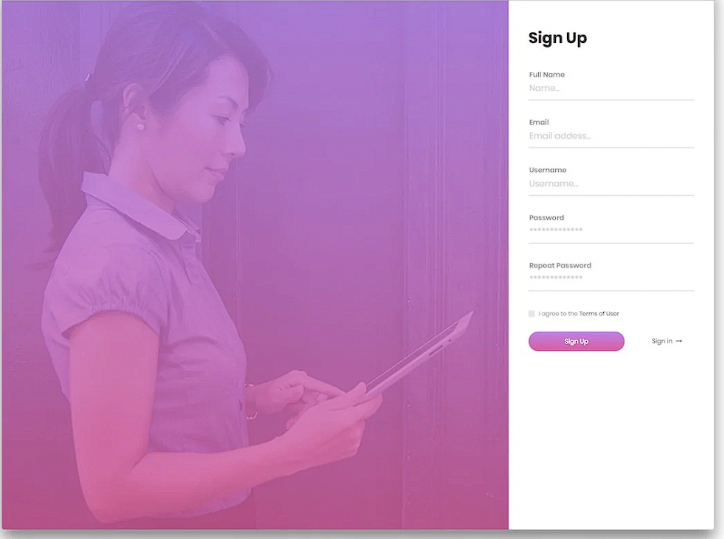 Sign Up
Full Name
Name...
Email
Email addess...
Username
Username...
Password
*************
Repeat Password
*************
I agree to the Terms of User
Sign Up
Sign in →